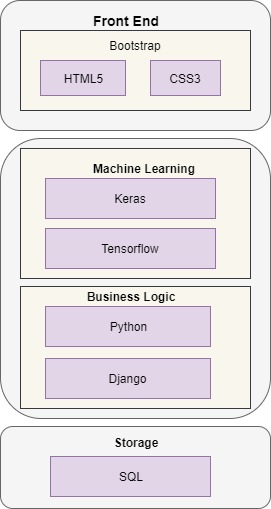 Front End
Bootstrap
HTML5 CSS3
Machine Learning
Keras
Tensorflow
Business Logic
Python
Django
Storage
SQL